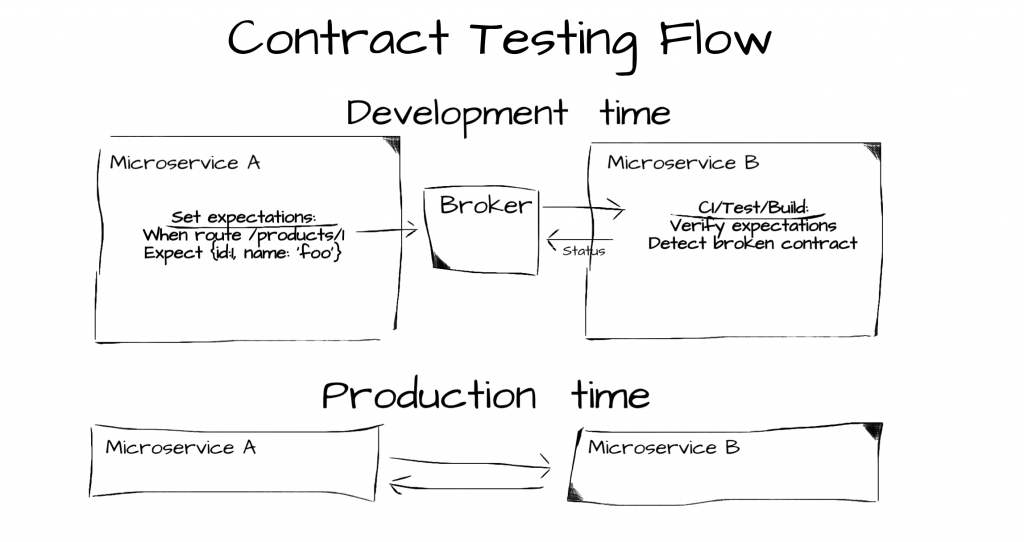 Contract Testing Flow
Development time
Microservice A
Set expectations:
When route /products/1
Expect {id:1, name: 'foo'}
Broker
Status
Microservice B
CI/Test/Build:
Verify expectations
Detect broken contract
Production time
Microservice A
Microservice B